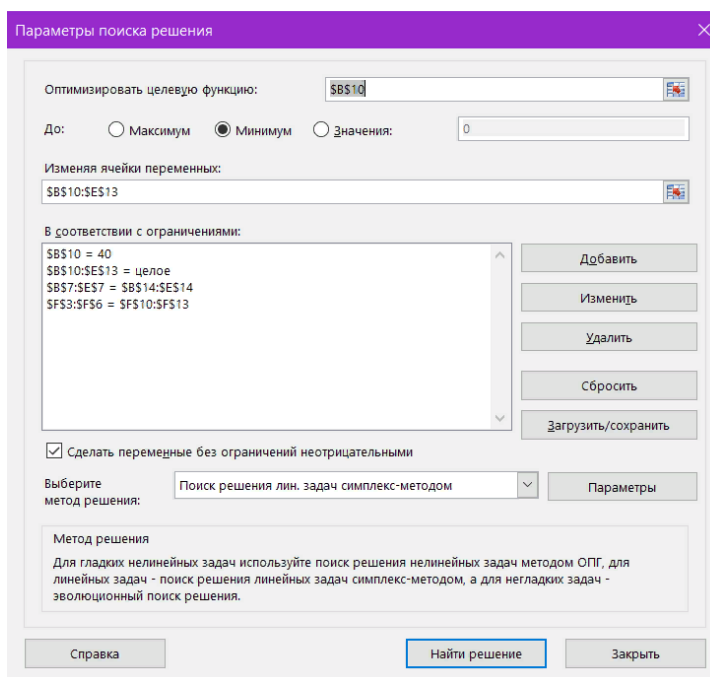 Параметры поиска решения
Оптимизировать целевую функцию: $B$10
До: Максимум Минимум Значения: 0
Изменяя ячейки переменных:
$B$10:$E$13
В соответствии с ограничениями:
$B$10 = 40
$B$10:$E$13 = целое
$B$7:$E$7 = $B$14:$E$14
$F$3:$F$6 = $F$10:$F$13
Добавить
Изменить
Удалить
Сбросить
Загрузить/сохранить
Сделать переменные без ограничений неотрицательными
Выберите
метод решения:
Поиск решения лин. задач симплекс-методом
Параметры
Метод решения
Для гладких нелинейных задач используйте поиск решения нелинейных задач методом ОПГ, для
линейных задач - поиск решения линейных задач симплекс-методом, а для негладких задач -
эволюционный поиск решения.
Справка Найти решение Закрыть